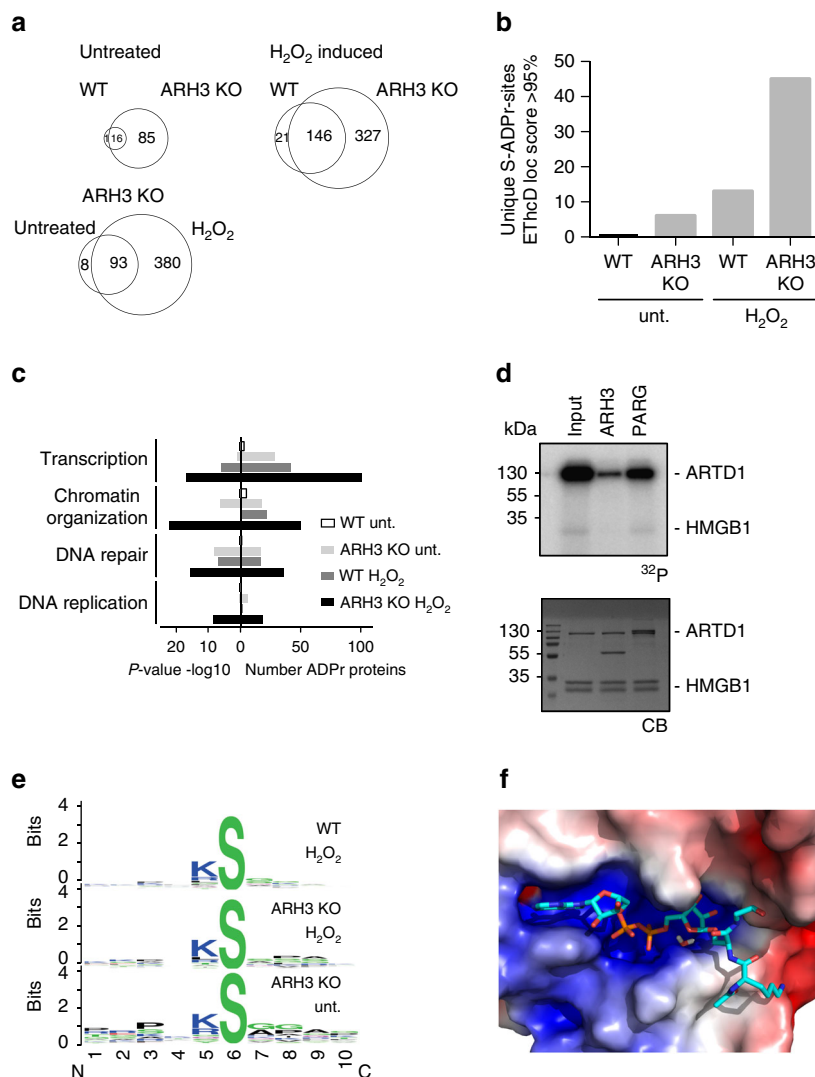 a
Untreated
WT
ARH3 KO
1
16
85
H2O2 induced
WT
ARH3 KO
21
146
327
ARH3 KO
Untreated
H2O2
8
93
380
b
Unique S-ADPr-sites
EThcD loc score >95%
50
40
30
20
10
0
WT
ARH3
KO
WT
ARH3
KO
unt.
H2O2
c
Transcription
Chromatin
organization
DNA repair
DNA replication
WT unt.
ARH3 KO unt.
WT H2O2
ARH3 KO H2O2
20
10
0
50
100
P-value -log10
Number ADPr proteins
d
kDa
Input
ARH3
PARG
130
55
35
- ARTD1
- HMGB1
32P
130
55
35
- ARTD1
- HMGB1
CB
e
Bits
4
2
0
K
S
WT
H2O2
Bits
4
2
0
K
S
ARH3 KO
H2O2
Bits
4
2
0
K
S
ARH3 KO
unt.
N
1
2
3
4
5
6
7
8
9
10
C
f